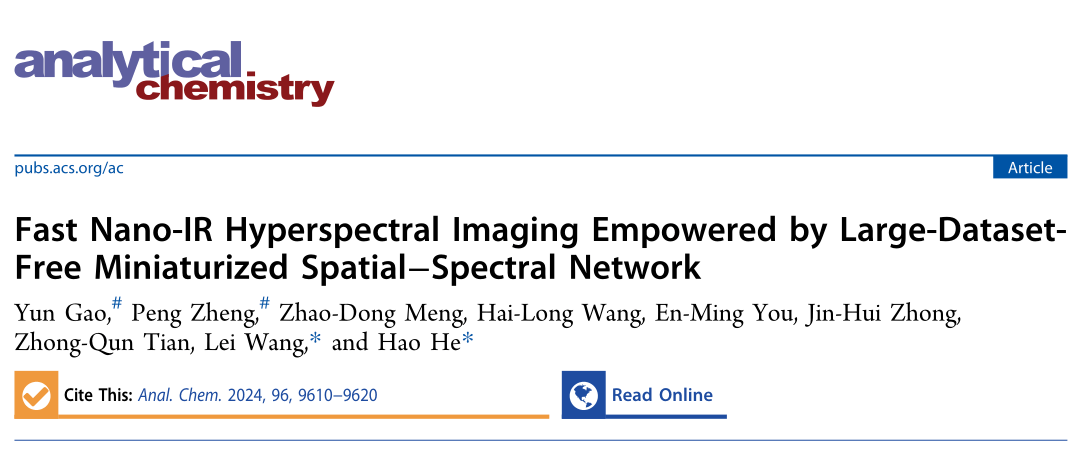 analytical
chemistry
pubs.acs.org/ac
Article
Fast Nano-IR Hyperspectral Imaging Empowered by Large-Dataset-
Free Miniaturized Spatial−Spectral Network
Yun Gao,# Peng Zheng,# Zhao-Dong Meng, Hai-Long Wang, En-Ming You, Jin-Hui Zhong,
Zhong-Qun Tian, Lei Wang,* and Hao He*
Cite This: Anal. Chem. 2024, 96, 9610−9620
Read Online